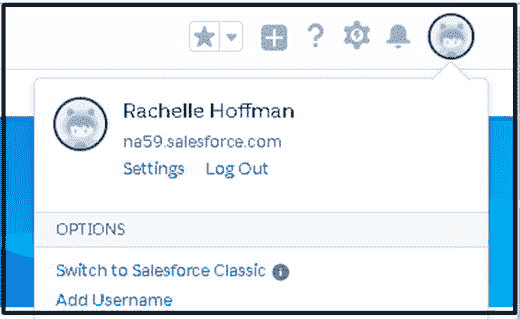 Rachelle Hoffman
na59.salesforce.com
Settings Log Out
OPTIONS
Switch to Salesforce Classic
Add Username